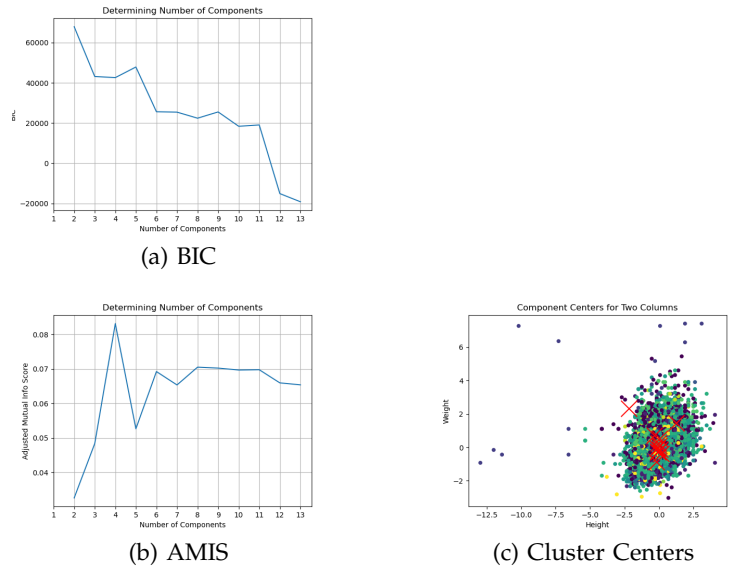 Determining Number of Components
60000
40000
20000
0
−20000
BIC
1 2 3 4 5 6 7 8 9 10 11 12 13
Number of Components
(a) BIC
Determining Number of Components
0.08
0.07
0.06
0.05
0.04
Adjusted Mutual Info Score
1 2 3 4 5 6 7 8 9 10 11 12 13
Number of Components
(b) AMIS
Component Centers for Two Columns
6
4
2
0
−2
Weight
−12.5 −10.0 −7.5 −5.0 −2.5 0.0 2.5
Height
(c) Cluster Centers